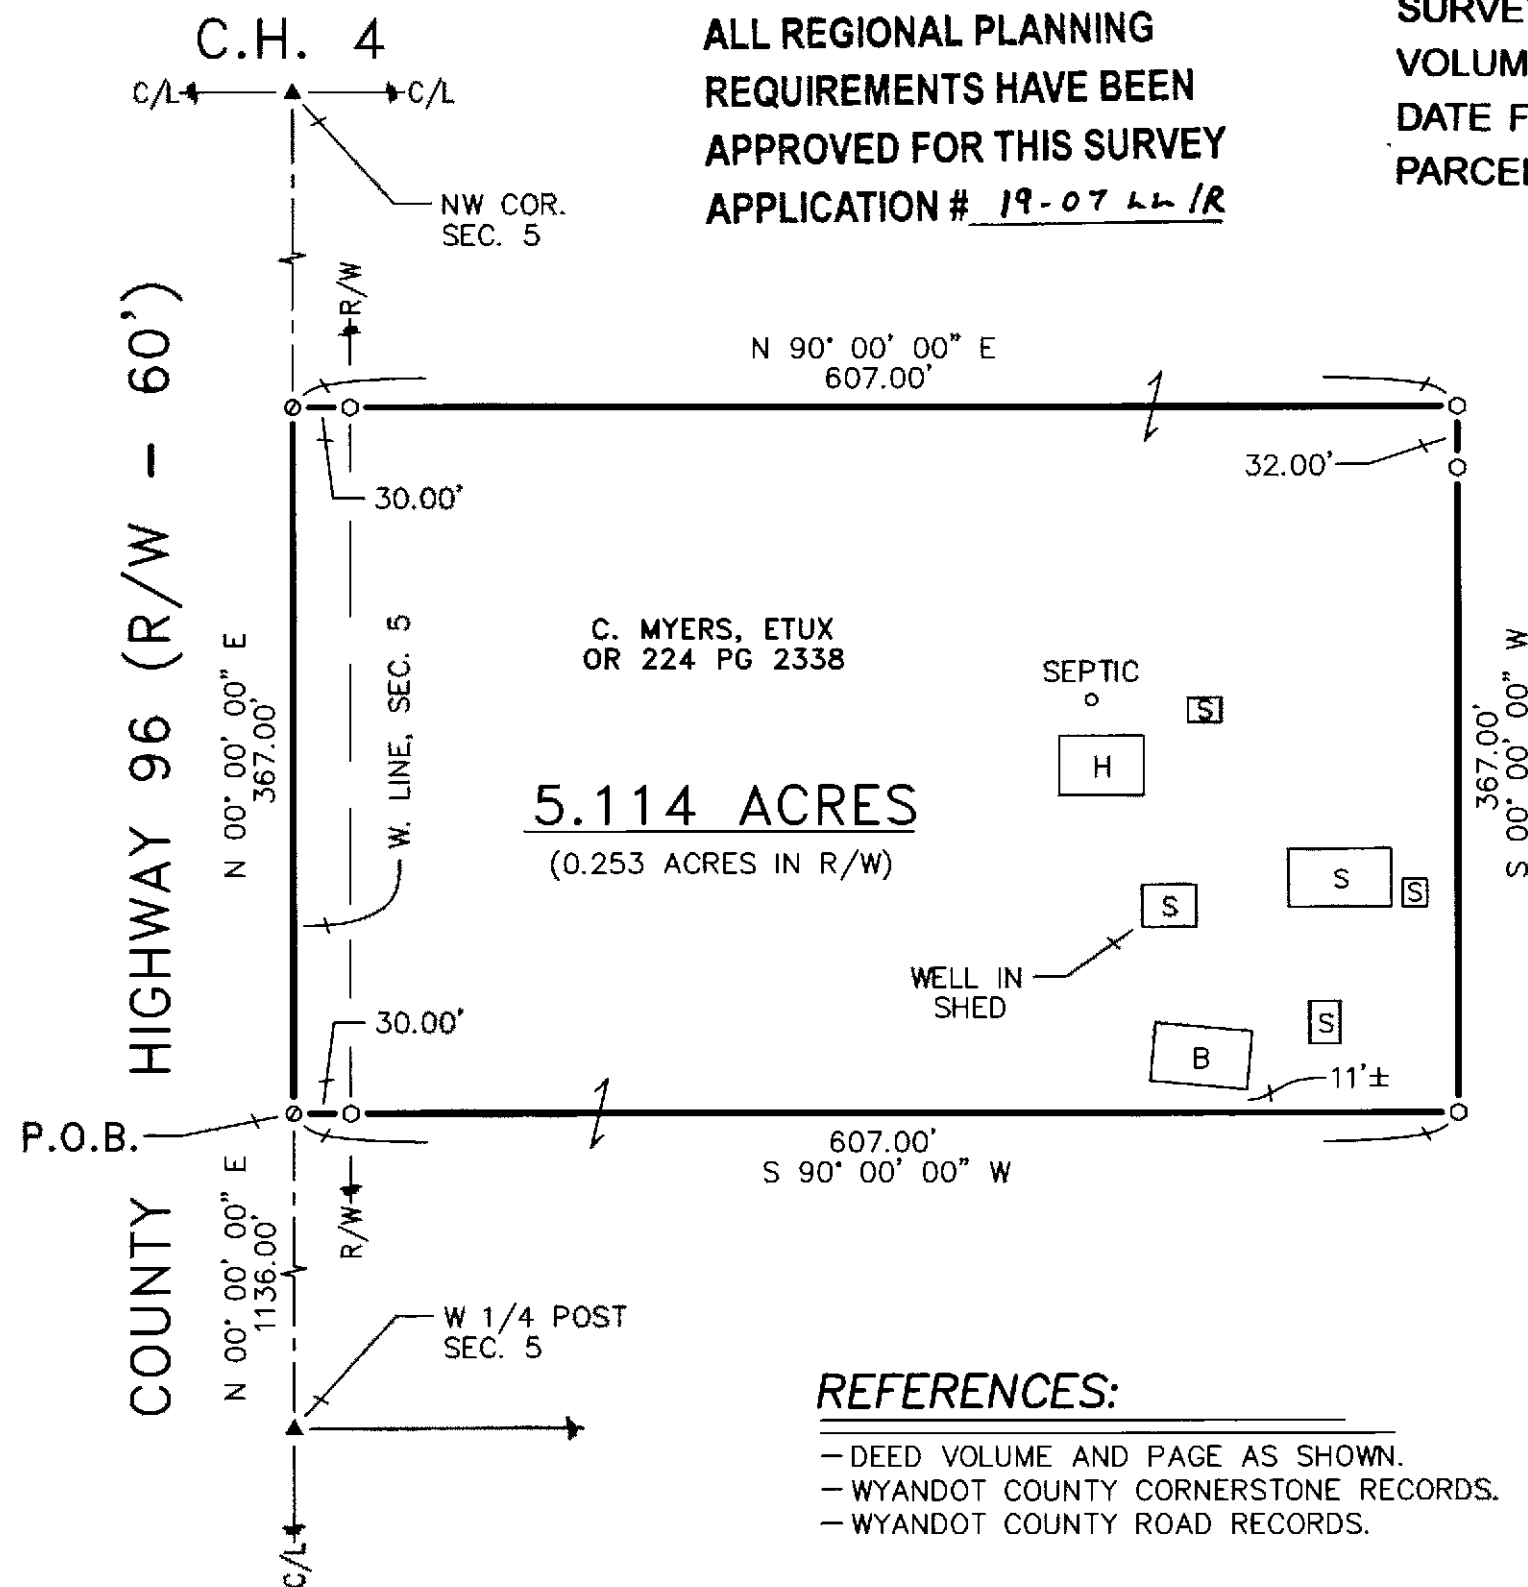 C.H. 4
C/L
C/L
NW COR.
SEC. 5
ALL REGIONAL PLANNING
REQUIREMENTS HAVE BEEN
APPROVED FOR THIS SURVEY
APPLICATION # 19-07 LL /R
VOLUM
DATE F
R/W
N 90° 00' 00" E
607.00'
30.00'
32.00'
COUNTY HIGHWAY 96 (R/W - 60')
N 00° 00' 00" E
367.00'
W. LINE, SEC. 5
C. MYERS, ETUX
OR 224 PG 2338
5.114 ACRES
(0.253 ACRES IN R/W)
SEPTIC
S
H
S
S
S
WELL IN
SHED
S
B
11'±
367.00'
S 00° 00' 00" W
30.00'
P.O.B.
607.00'
S 90° 00' 00" W
N 00° 00' 00" E
1136.00'
R/W
W 1/4 POST
SEC. 5
C/L
REFERENCES:
- DEED VOLUME AND PAGE AS SHOWN.
- WYANDOT COUNTY CORNERSTONE RECORDS.
- WYANDOT COUNTY ROAD RECORDS.